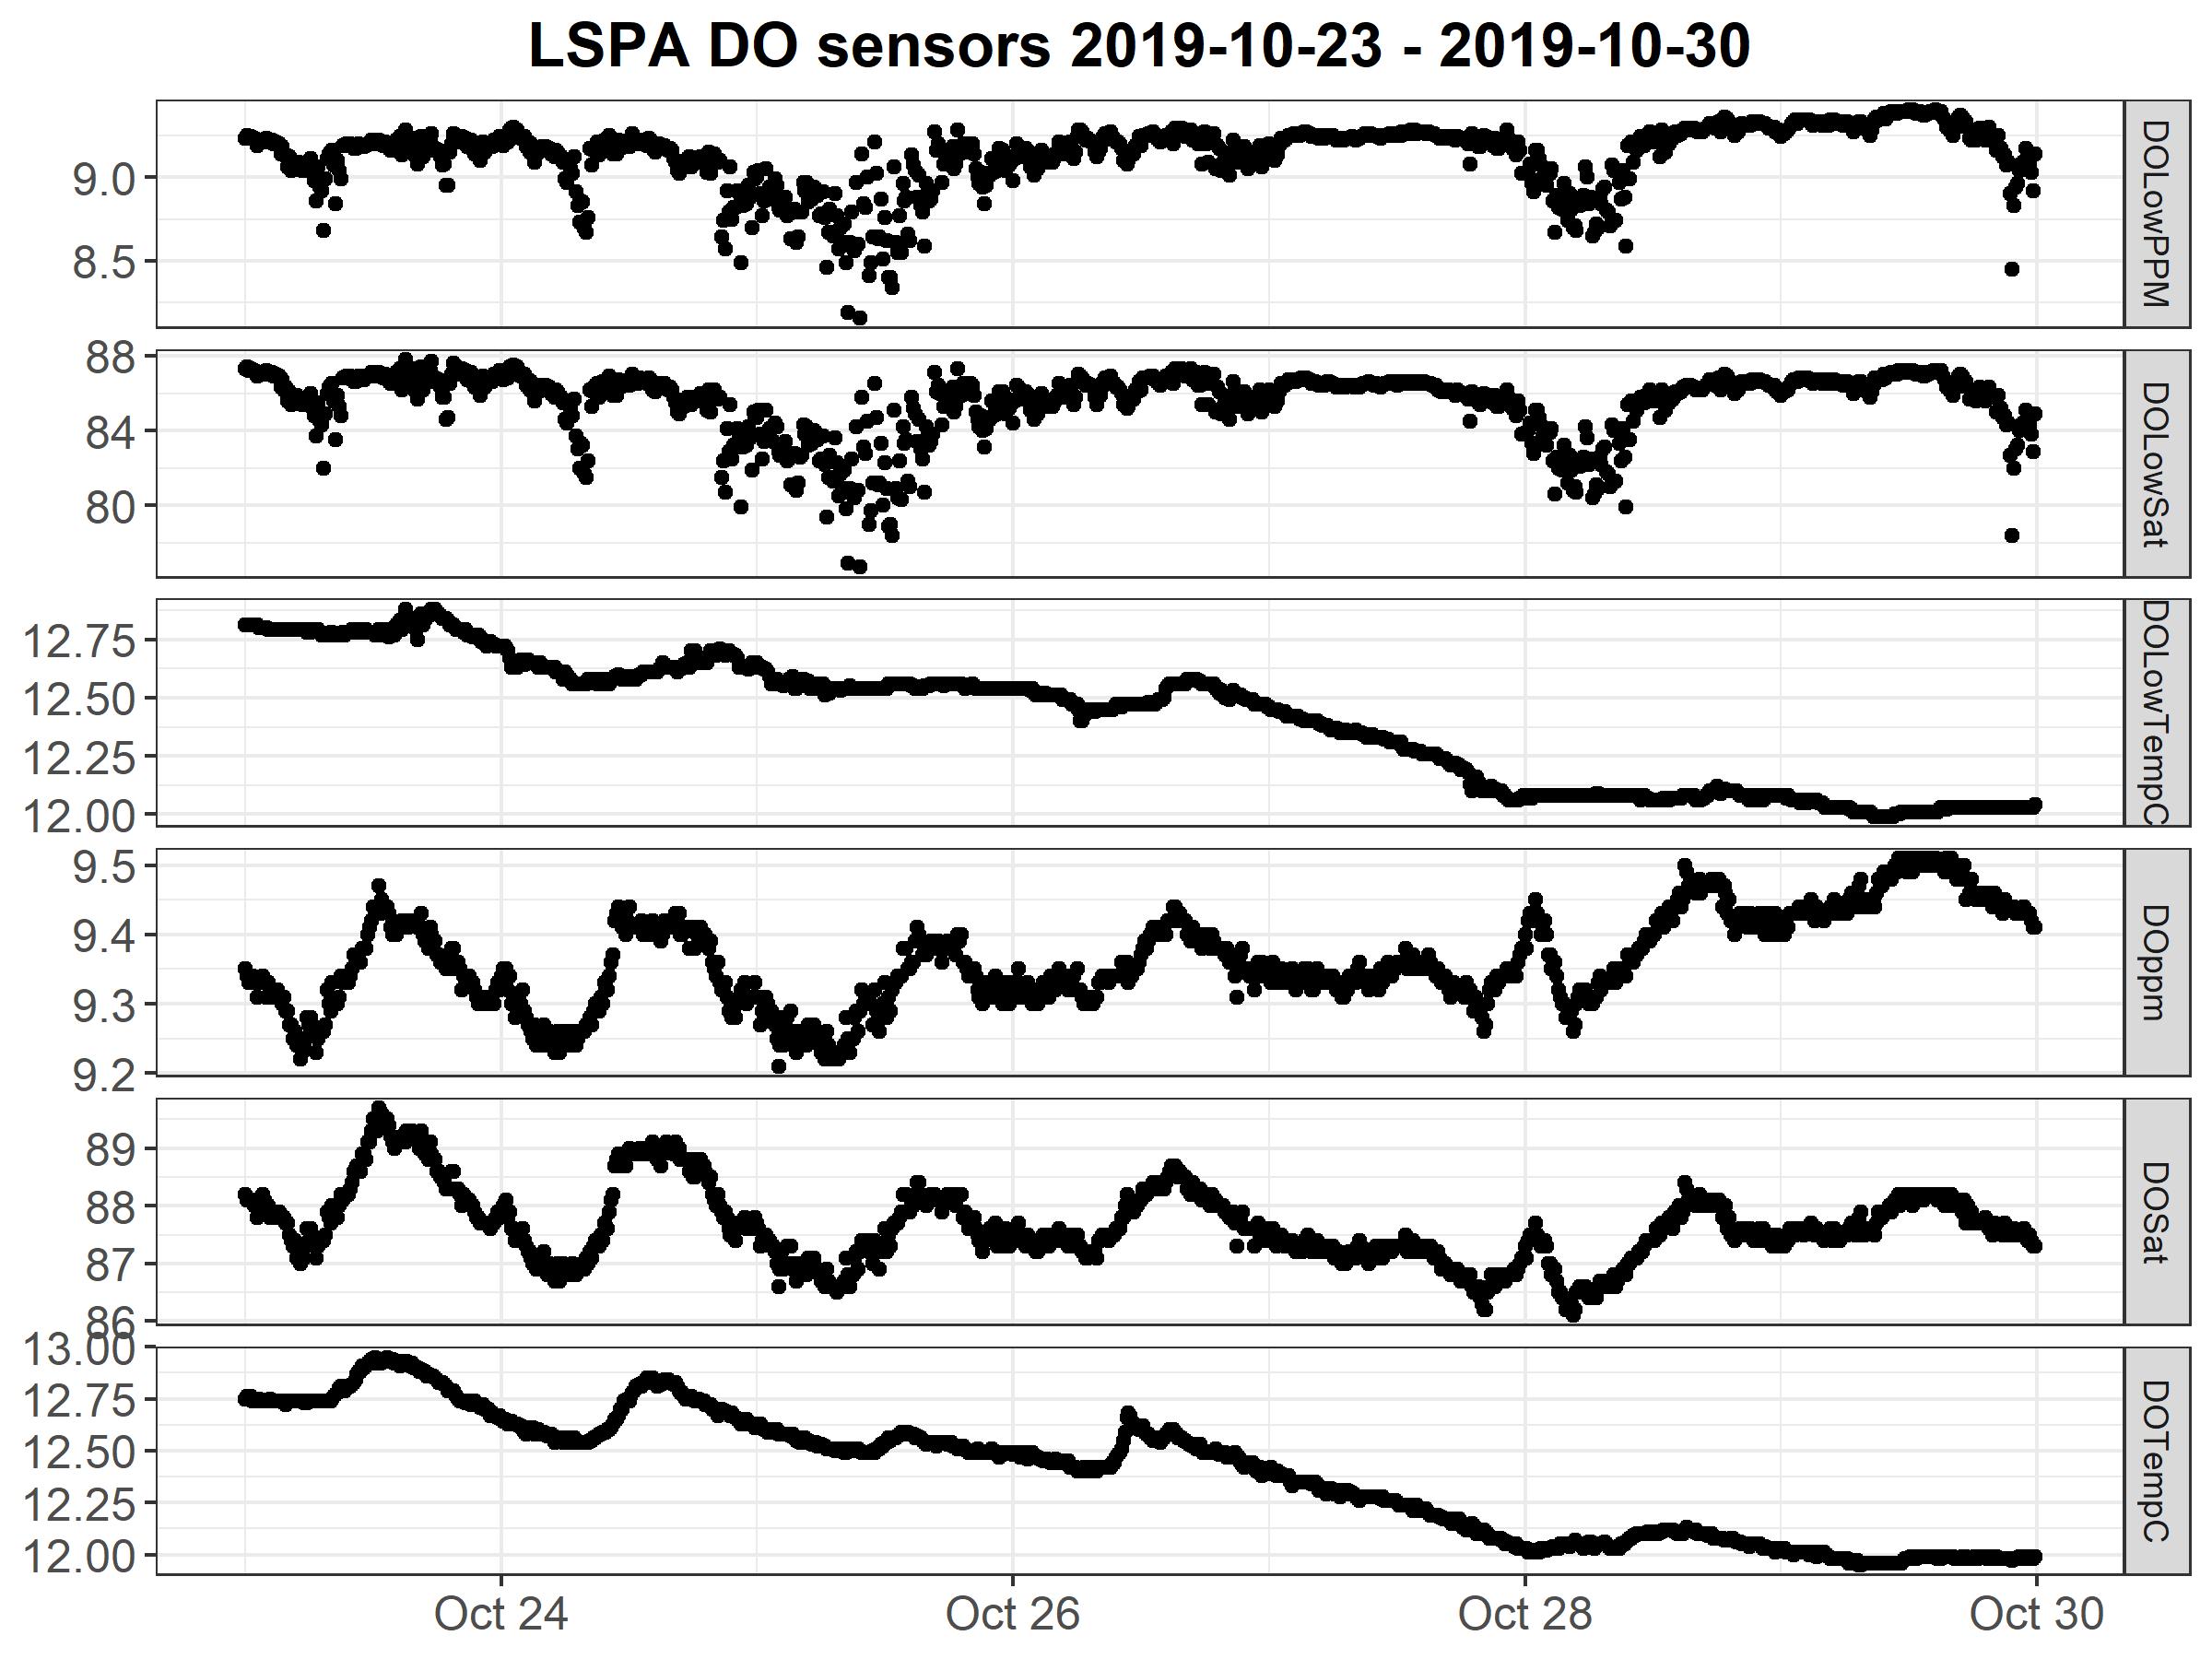 LSPA DO sensors 2019-10-23 - 2019-10-30
9.0
8.5
DOLowPPM
88
84
80
DOLowSat
12.75
12.50
12.25
12.00
DOLowTempC
9.5
9.4
9.3
9.2
DOppm
89
88
87
86
DOSat
13.00
12.75
12.50
12.25
12.00
DOTempC
Oct 24 Oct 26 Oct 28 Oct 30